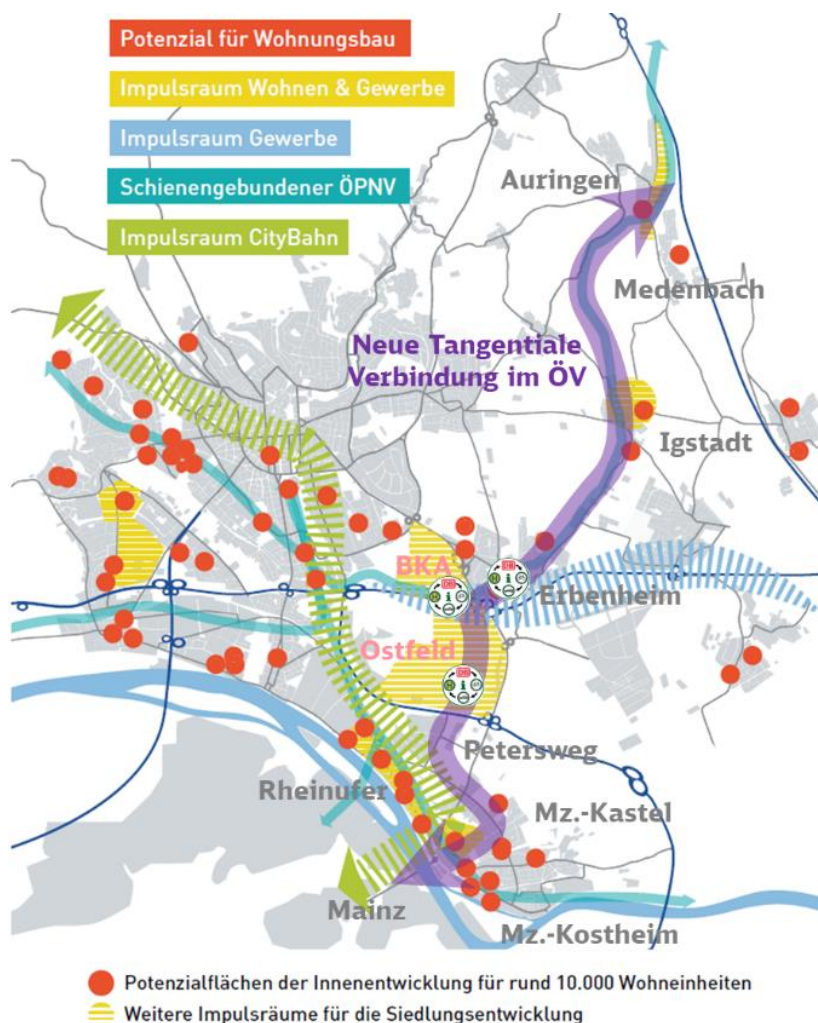 Potenzial für Wohnungsbau
Impulsraum Wohnen & Gewerbe
Impulsraum Gewerbe
Schienengebundener ÖPNV
Impulsraum CityBahn
Auringen
Medenbach
Neue Tangentiale
Verbindung im ÖV
Igstadt
BKA
Erbenheim
Ostfeld
Petersweg
Rheinufer
Mz.-Kastel
Mainz
Mz.-Kostheim
Potenzialflächen der Innenentwicklung für rund 10.000 Wohneinheiten
Weitere Impulsräume für die Siedlungsentwicklung